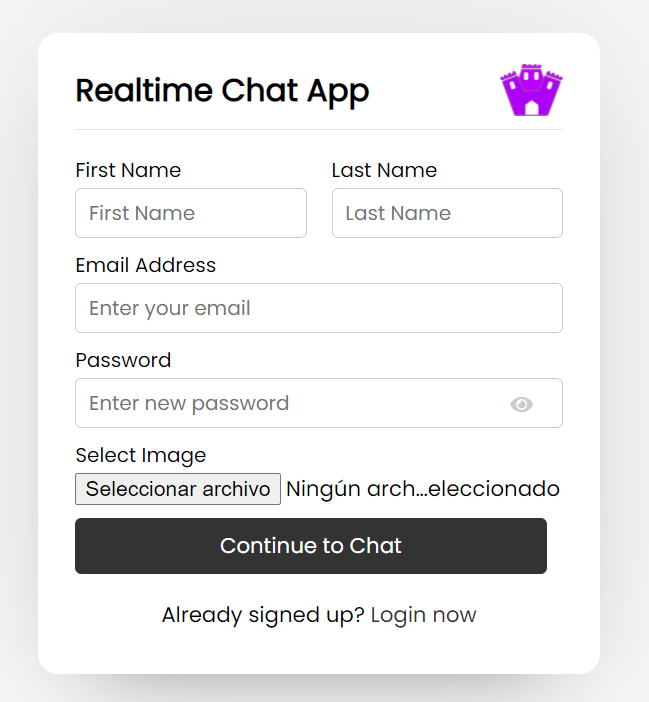 Realtime Chat App
First Name Last Name
First Name Last Name
Email Address
Enter your email
Password
Enter new password
Select Image
Seleccionar archivo Ningún arch...eleccionado
Continue to Chat
Already signed up? Login now